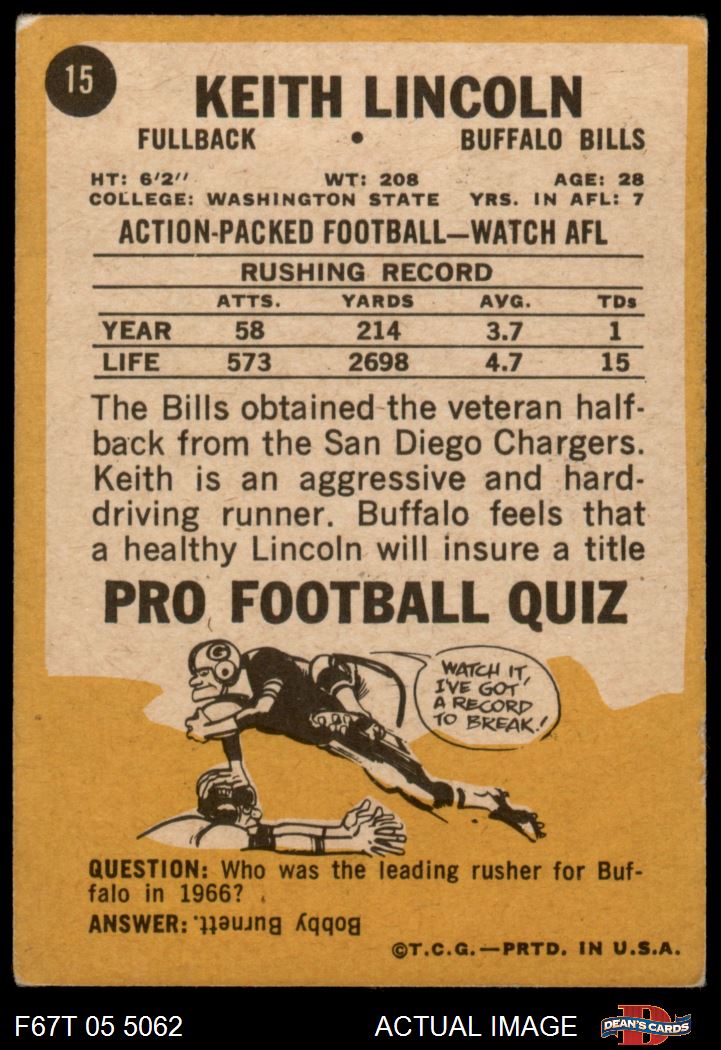 15
KEITH LINCOLN
FULLBACK • BUFFALO BILLS
HT: 6'2'' WT: 208 AGE: 28
COLLEGE: WASHINGTON STATE YRS. IN AFL: 7
ACTION-PACKED FOOTBALL—WATCH AFL
RUSHING RECORD
ATTS. YARDS AVG. TDs
YEAR 58 214 3.7 1
LIFE 573 2698 4.7 15
The Bills obtained the veteran half-
back from the San Diego Chargers.
Keith is an aggressive and hard-
driving runner. Buffalo feels that
a healthy Lincoln will insure a title
PRO FOOTBALL QUIZ
G
WATCH IT,
I'VE GOT
A RECORD
TO BREAK!
QUESTION: Who was the leading rusher for Buf-
falo in 1966?
ANSWER: Bobby Burnett.
©T.C.G.—PRTD. IN U.S.A.
F67T 05 5062 ACTUAL IMAGE D DEAN'S CARDS